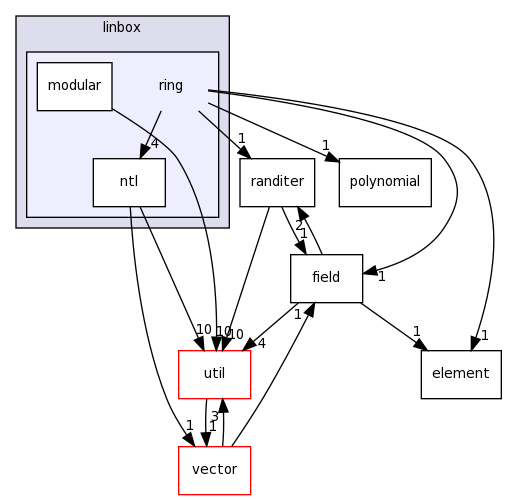 linbox
modular
ring
4
1
1
ntl
randiter
polynomial
2
1
field
1
10
10
10
4
1
1
1
util
element
3
1
1
vector